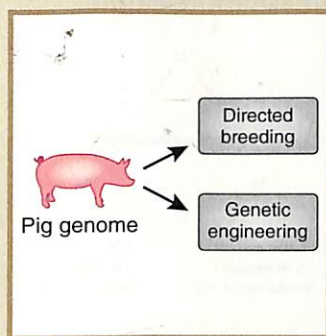 Directed
breeding
Pig genome
Genetic
engineering